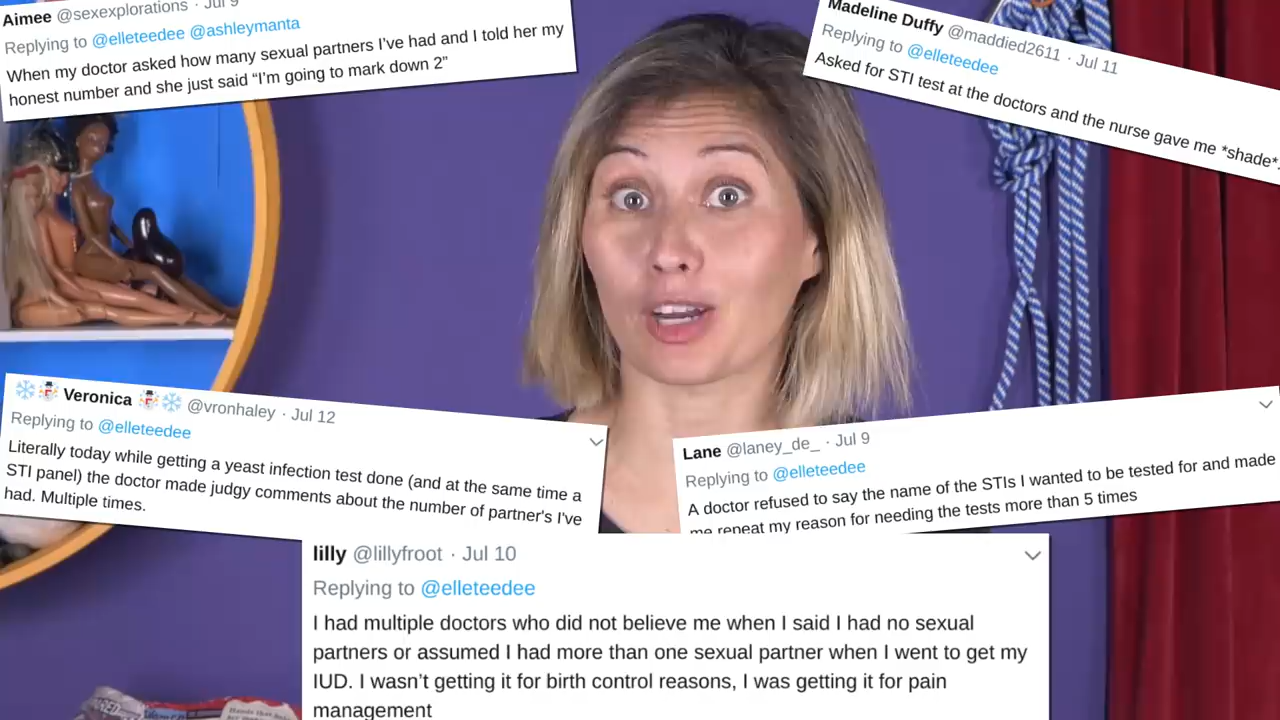 Aimee @sexexplorations · Jul 9
Replying to @elleteedee @ashleymanta
When my doctor asked how many sexual partners I've had and I told her my
honest number and she just said “I'm going to mark down 2”
Madeline Duffy @maddied2611 · Jul 11
Replying to @elleteedee
Asked for STI test at the doctors and the nurse gave me *shade*
Veronica @vronhaley · Jul 12
Replying to @elleteedee
Literally today while getting a yeast infection test done (and at the same time a
STI panel) the doctor made judgy comments about the number of partner's I've
had. Multiple times.
Lane @laney_de_ · Jul 9
Replying to @elleteedee
A doctor refused to say the name of the STIs I wanted to be tested for and made
me repeat my reason for needing the tests more than 5 times
lilly @lillyfroot · Jul 10
Replying to @elleteedee
I had multiple doctors who did not believe me when I said I had no sexual
partners or assumed I had more than one sexual partner when I went to get my
IUD. I wasn't getting it for birth control reasons, I was getting it for pain
management